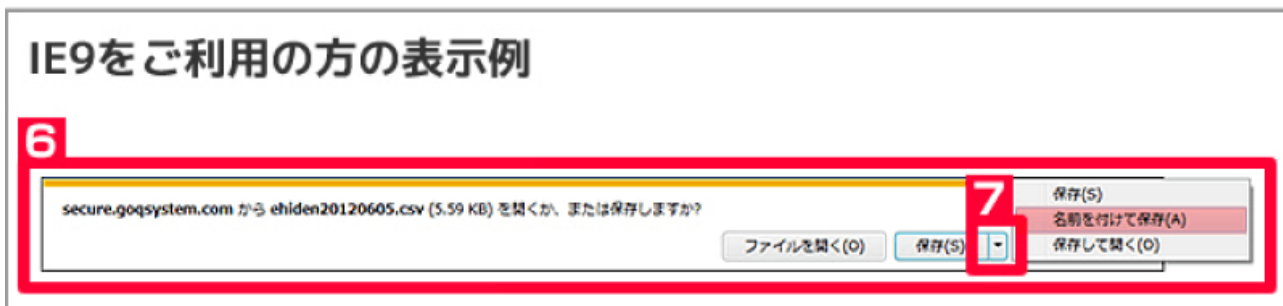 IE9をご利用の方の表示例
6
secure.goqsystem.com から ehiden20120605.csv (5.59 KB) を開くか、または保存しますか?
ファイルを開く(O)
保存(S)
7
保存(S)
名前を付けて保存(A)
保存して開く(O)